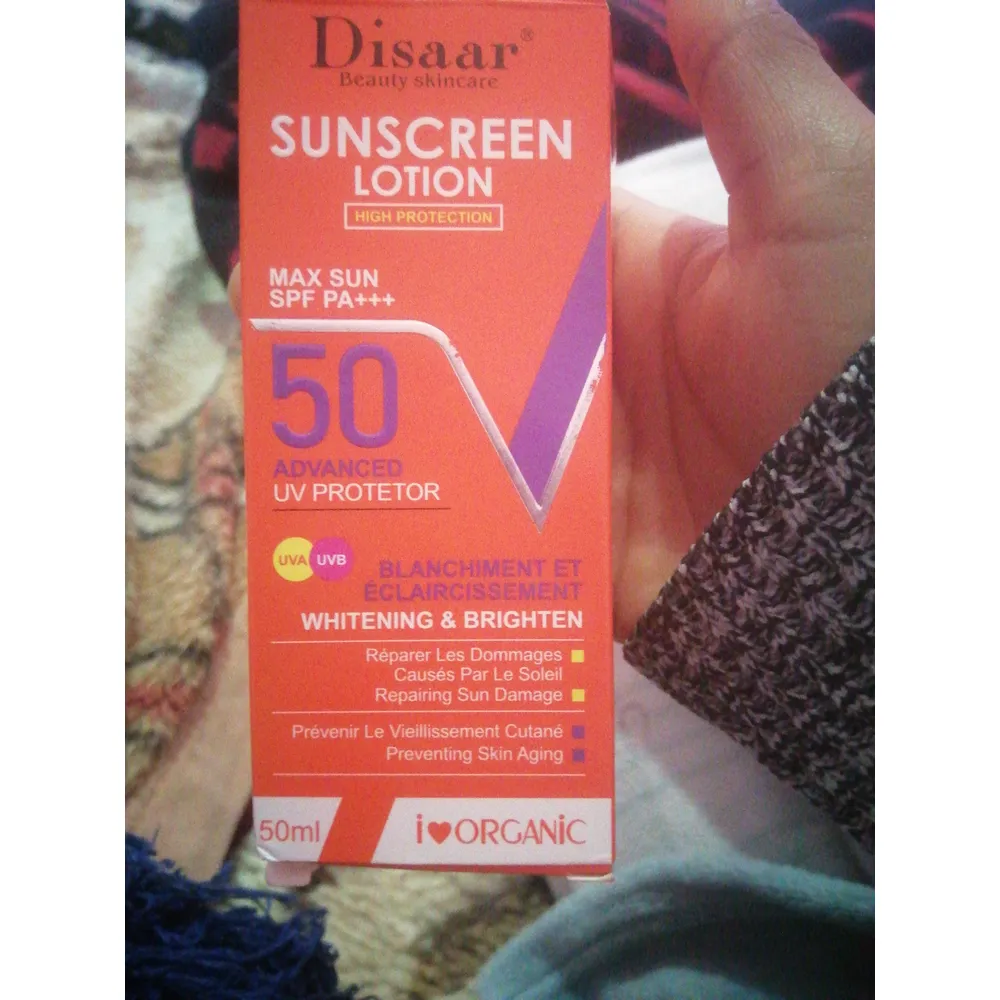 Disaar®
Beauty skincare
SUNSCREEN
LOTION
HIGH PROTECTION
MAX SUN
SPF PA+++
50
ADVANCED
UV PROTETOR
UVA UVB
BLANCHIMENT ET
ÉCLAIRCISSEMENT
WHITENING & BRIGHTEN
Réparer Les Dommages
Causés Par Le Soleil
Repairing Sun Damage
Prévenir Le Vieillissement Cutané
Preventing Skin Aging
50ml
i♥ORGANiC